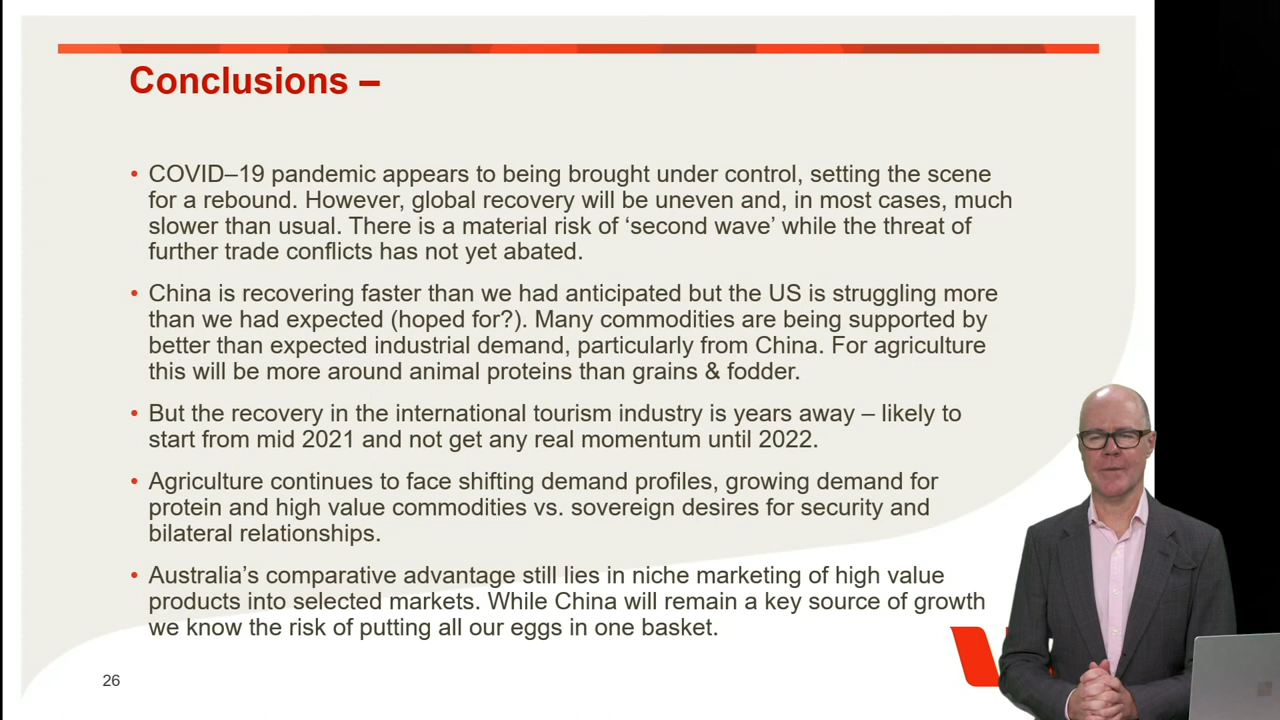 Conclusions –
• COVID–19 pandemic appears to being brought under control, setting the scene
for a rebound. However, global recovery will be uneven and, in most cases, much
slower than usual. There is a material risk of ‘second wave’ while the threat of
further trade conflicts has not yet abated.
• China is recovering faster than we had anticipated but the US is struggling more
than we had expected (hoped for?). Many commodities are being supported by
better than expected industrial demand, particularly from China. For agriculture
this will be more around animal proteins than grains & fodder.
• But the recovery in the international tourism industry is years away – likely to
start from mid 2021 and not get any real momentum until 2022.
• Agriculture continues to face shifting demand profiles, growing demand for
protein and high value commodities vs. sovereign desires for security and
bilateral relationships.
• Australia’s comparative advantage still lies in niche marketing of high value
products into selected markets. While China will remain a key source of growth
we know the risk of putting all our eggs in one basket.
26